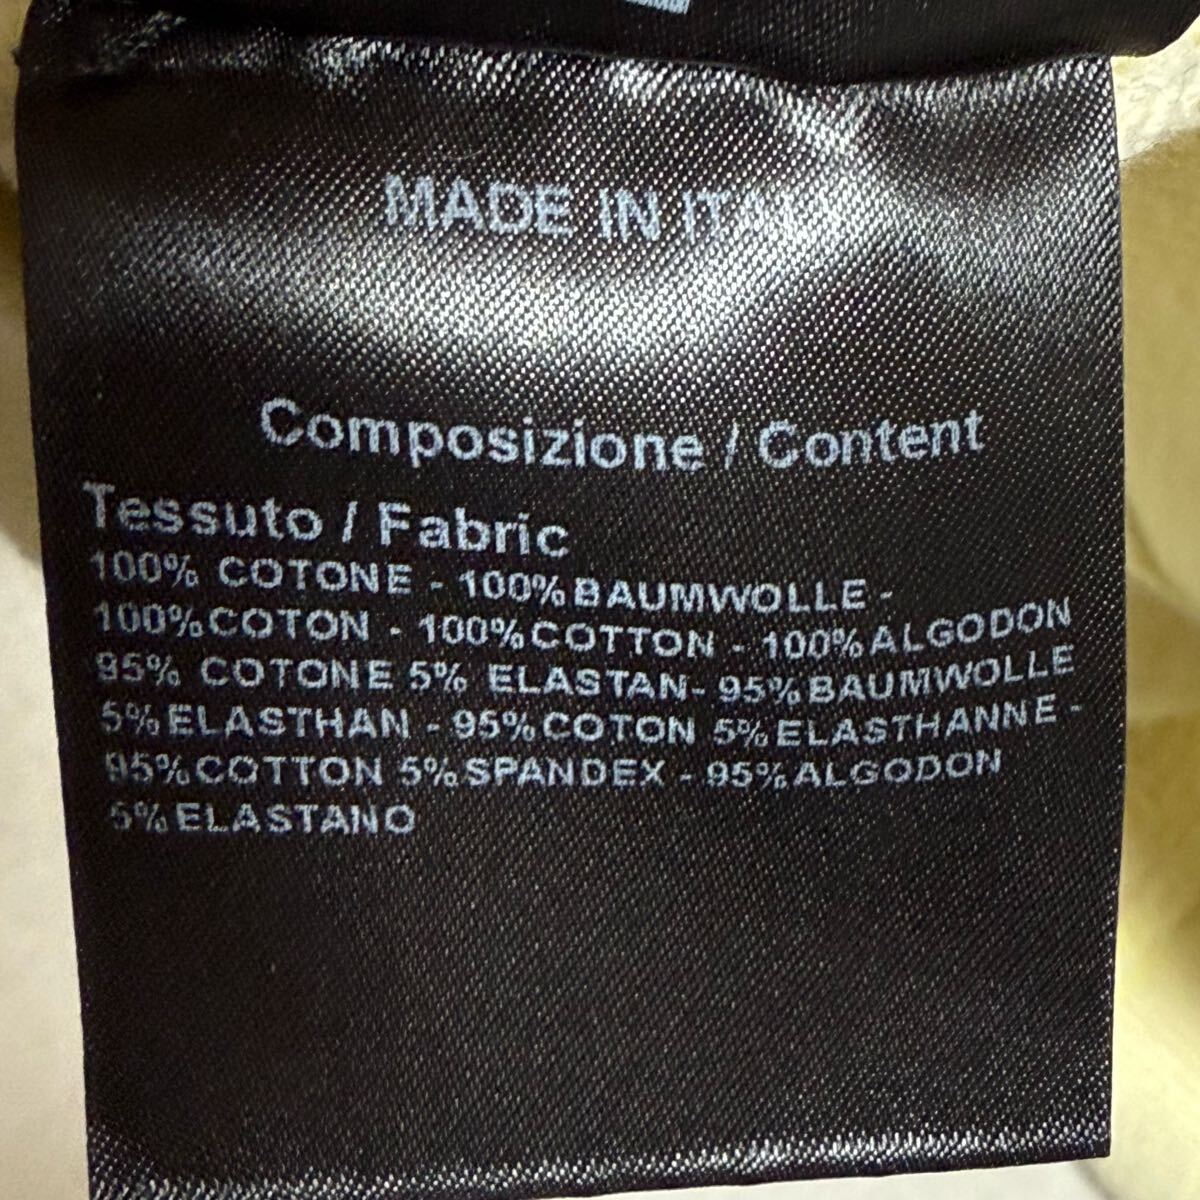 MADE IN ITALY
Composizione / Content
Tessuto / Fabric
100% COTONE - 100%BAUMWOLLE -
100%COTON - 100%COTTON - 100%ALGODON
95% COTONE 5% ELASTAN- 95%BAUMWOLLE
5%ELASTHAN - 95%COTON 5%ELASTHANNE -
95%COTTON 5%SPANDEX - 95%ALGODON
5%ELASTANO